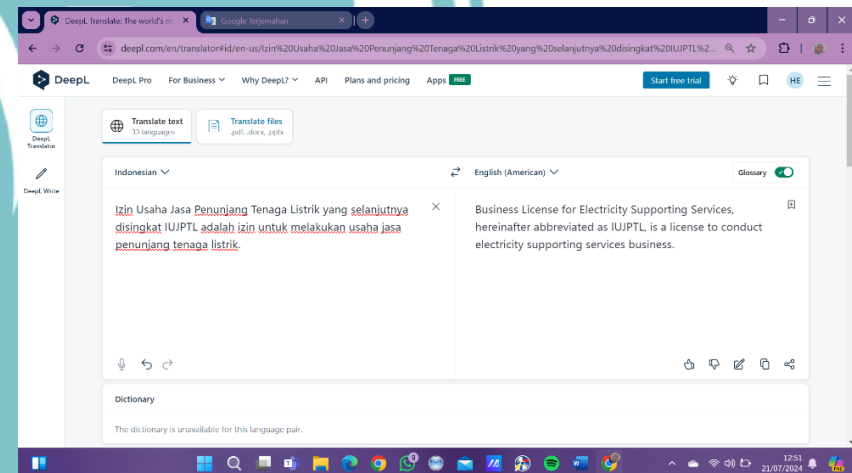 DeepL Translate: The world's m
Google Terjemahan
deepl.com/en/translator#id/en-us/Izin%20Usaha%20Jasa%20Penunjang%20Tenaga%20Listrik%20yang%20selanjutnya%20disingkat%20IUJPTL%2...
DeepL
DeepL Pro
For Business
Why DeepL?
API
Plans and pricing
Apps FREE
Start free trial
HE
DeepL
Translator
DeepL Write
Translate text
33 languages
Translate files
.pdf, .docx, .pptx
Indonesian
English (American)
Glossary
Izin Usaha Jasa Penunjang Tenaga Listrik yang selanjutnya
disingkat IUJPTL adalah izin untuk melakukan usaha jasa
penunjang tenaga listrik.
Business License for Electricity Supporting Services,
hereinafter abbreviated as IUJPTL, is a license to conduct
electricity supporting services business.
Dictionary
The dictionary is unavailable for this language pair.
12:51
21/07/2024